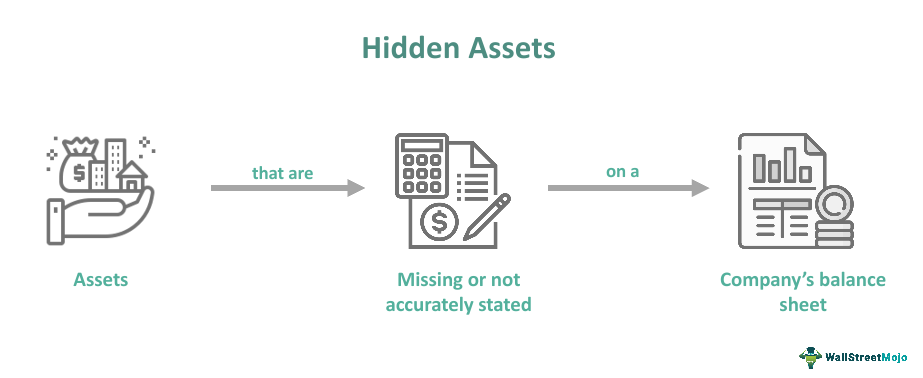 Hidden Assets
that are
on a
$
$
Assets
Missing or not
accurately stated
Company's balance
sheet
WallStreetMojo